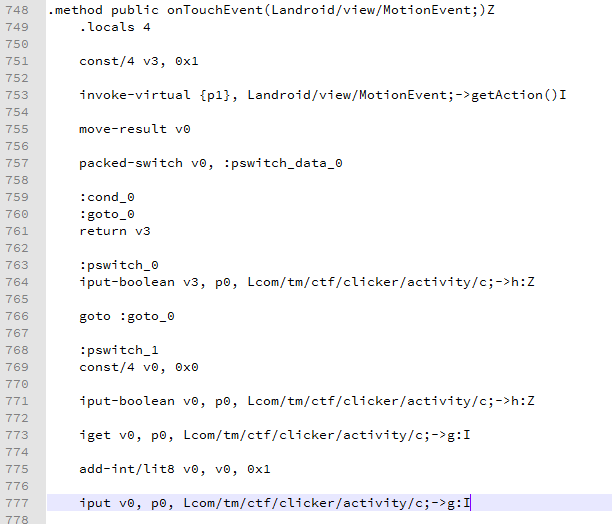 748 .method public onTouchEvent(Landroid/view/MotionEvent;)Z
749     .locals 4
750
751     const/4 v3, 0x1
752
753     invoke-virtual {p1}, Landroid/view/MotionEvent;->getAction()I
754
755     move-result v0
756
757     packed-switch v0, :pswitch_data_0
758
759     :cond_0
760     :goto_0
761     return v3
762
763     :pswitch_0
764     iput-boolean v3, p0, Lcom/tm/ctf/clicker/activity/c;->h:Z
765
766     goto :goto_0
767
768     :pswitch_1
769     const/4 v0, 0x0
770
771     iput-boolean v0, p0, Lcom/tm/ctf/clicker/activity/c;->h:Z
772
773     iget v0, p0, Lcom/tm/ctf/clicker/activity/c;->g:I
774
775     add-int/lit8 v0, v0, 0x1
776
777     iput v0, p0, Lcom/tm/ctf/clicker/activity/c;->g:I
778